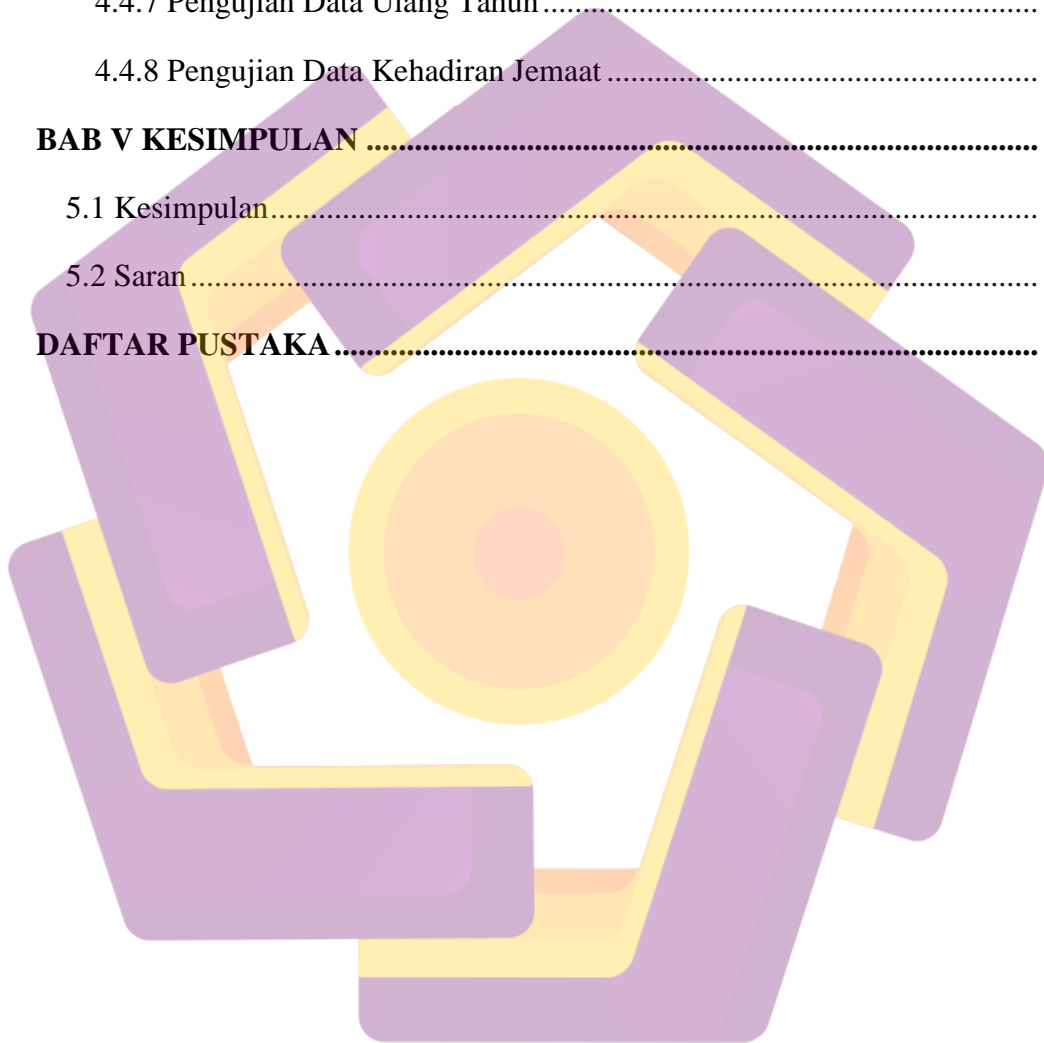 4.4.7 Pengujian Data Ulang Tahun..........................................................
4.4.8 Pengujian Data Kehadiran Jemaat ....................................................
BAB V KESIMPULAN ..................................................................................
5.1 Kesimpulan..............................................................................................
5.2 Saran........................................................................................................
DAFTAR PUSTAKA ......................................................................................